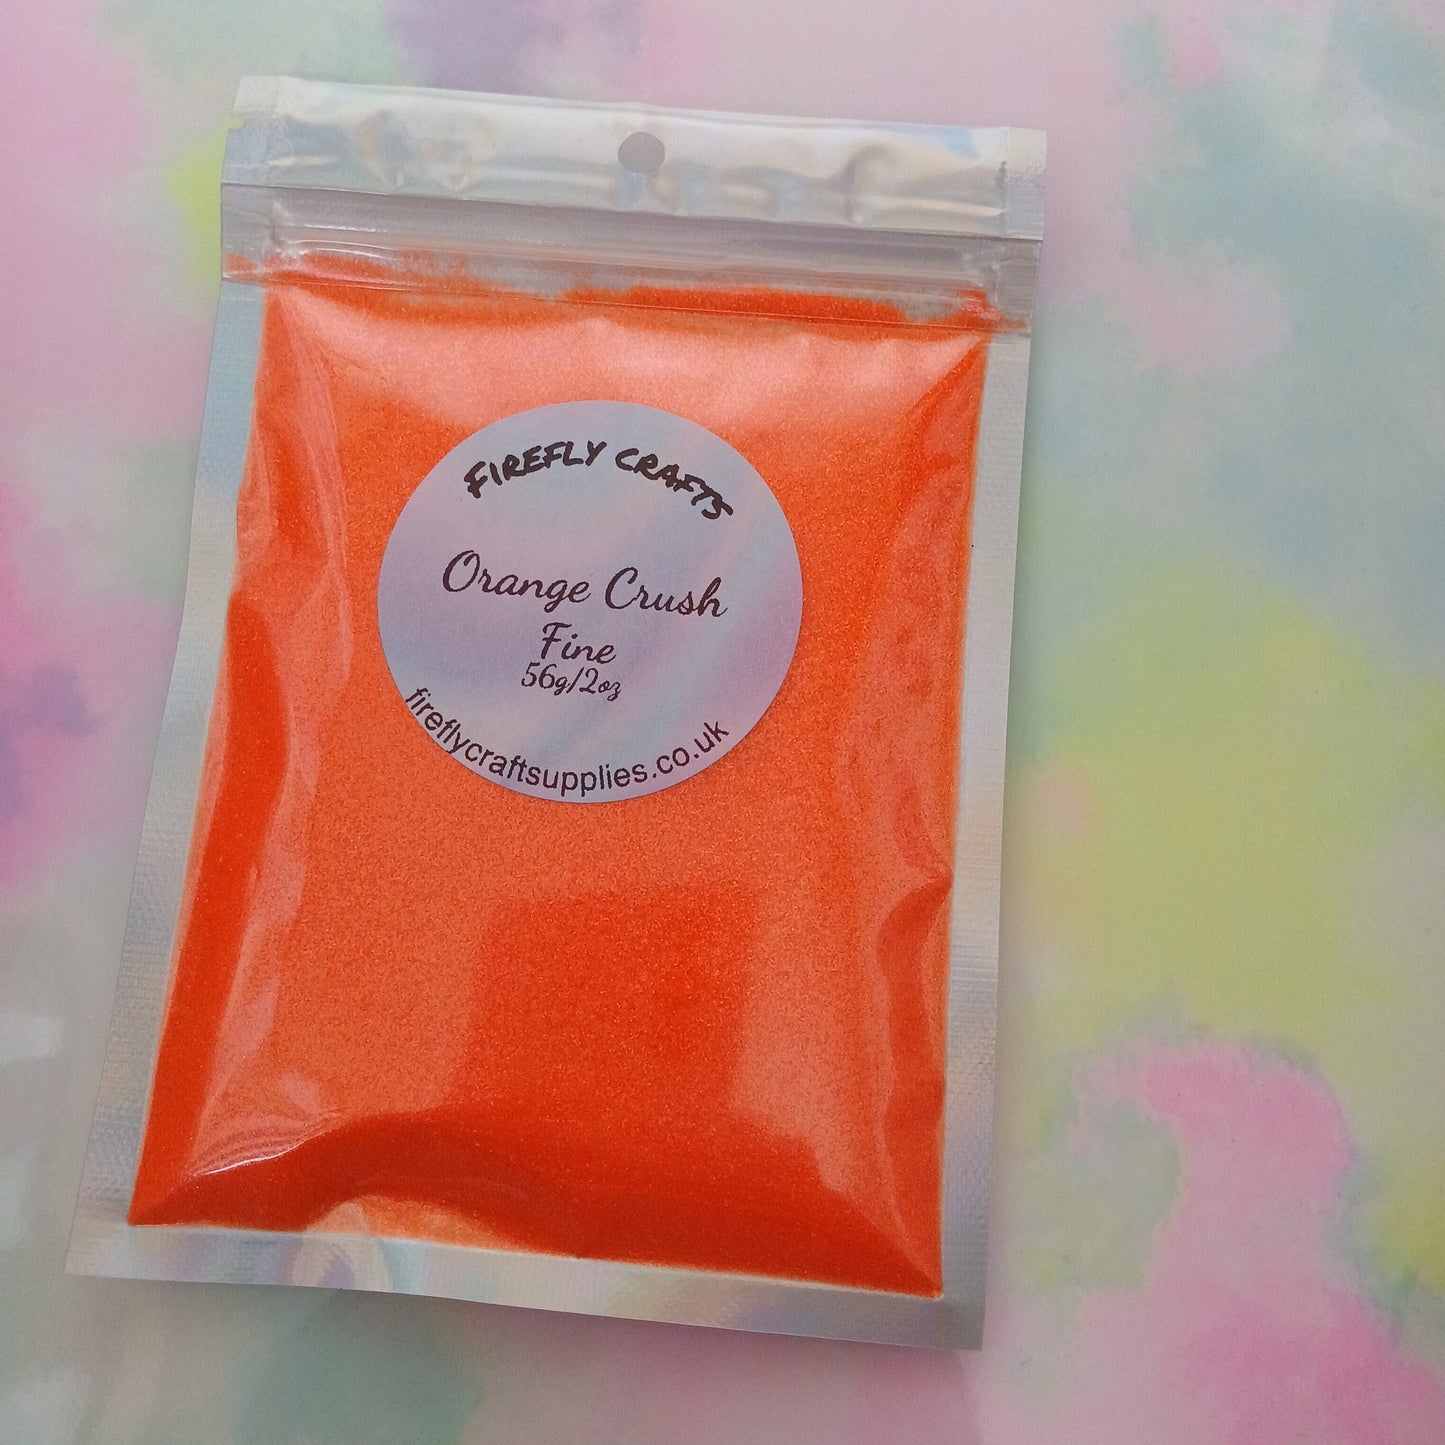 FIREFLY CRAFTS
Orange Crush
Fine
56g/2oz
fireflycraftsupplies.co.uk